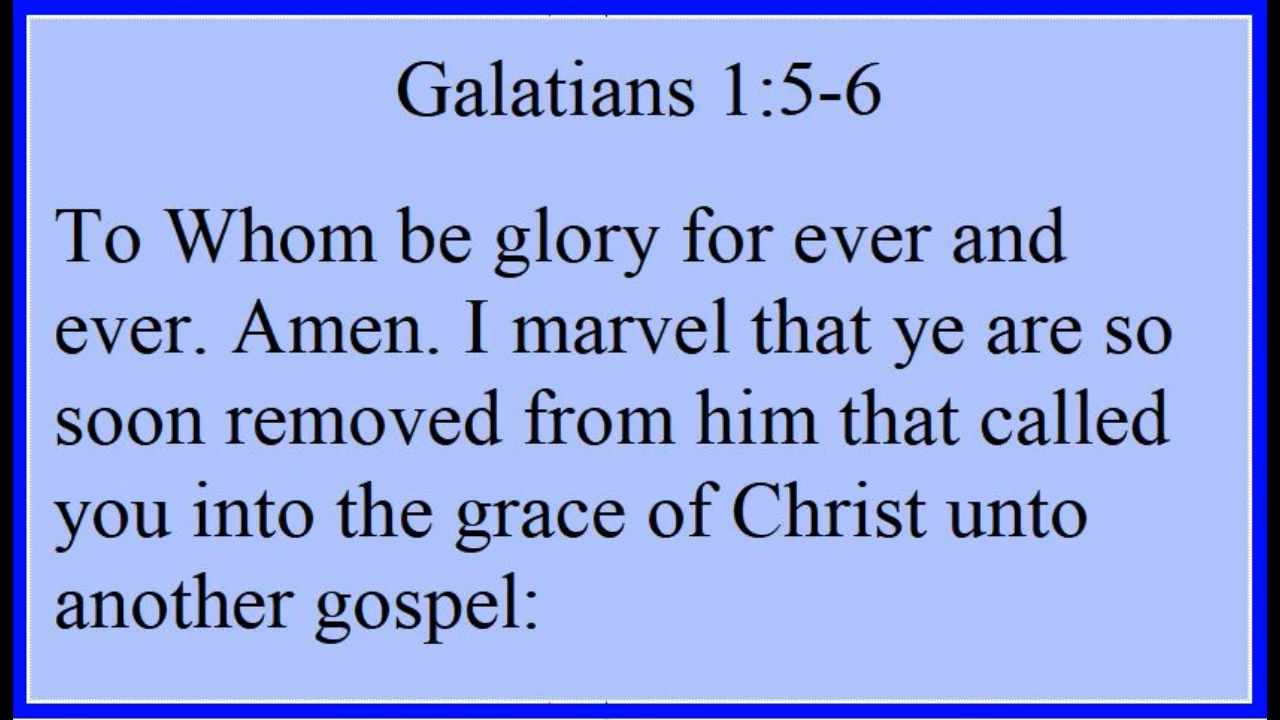 Galatians 1:5-6
To Whom be glory for ever and
ever. Amen. I marvel that ye are so
soon removed from him that called
you into the grace of Christ unto
another gospel: